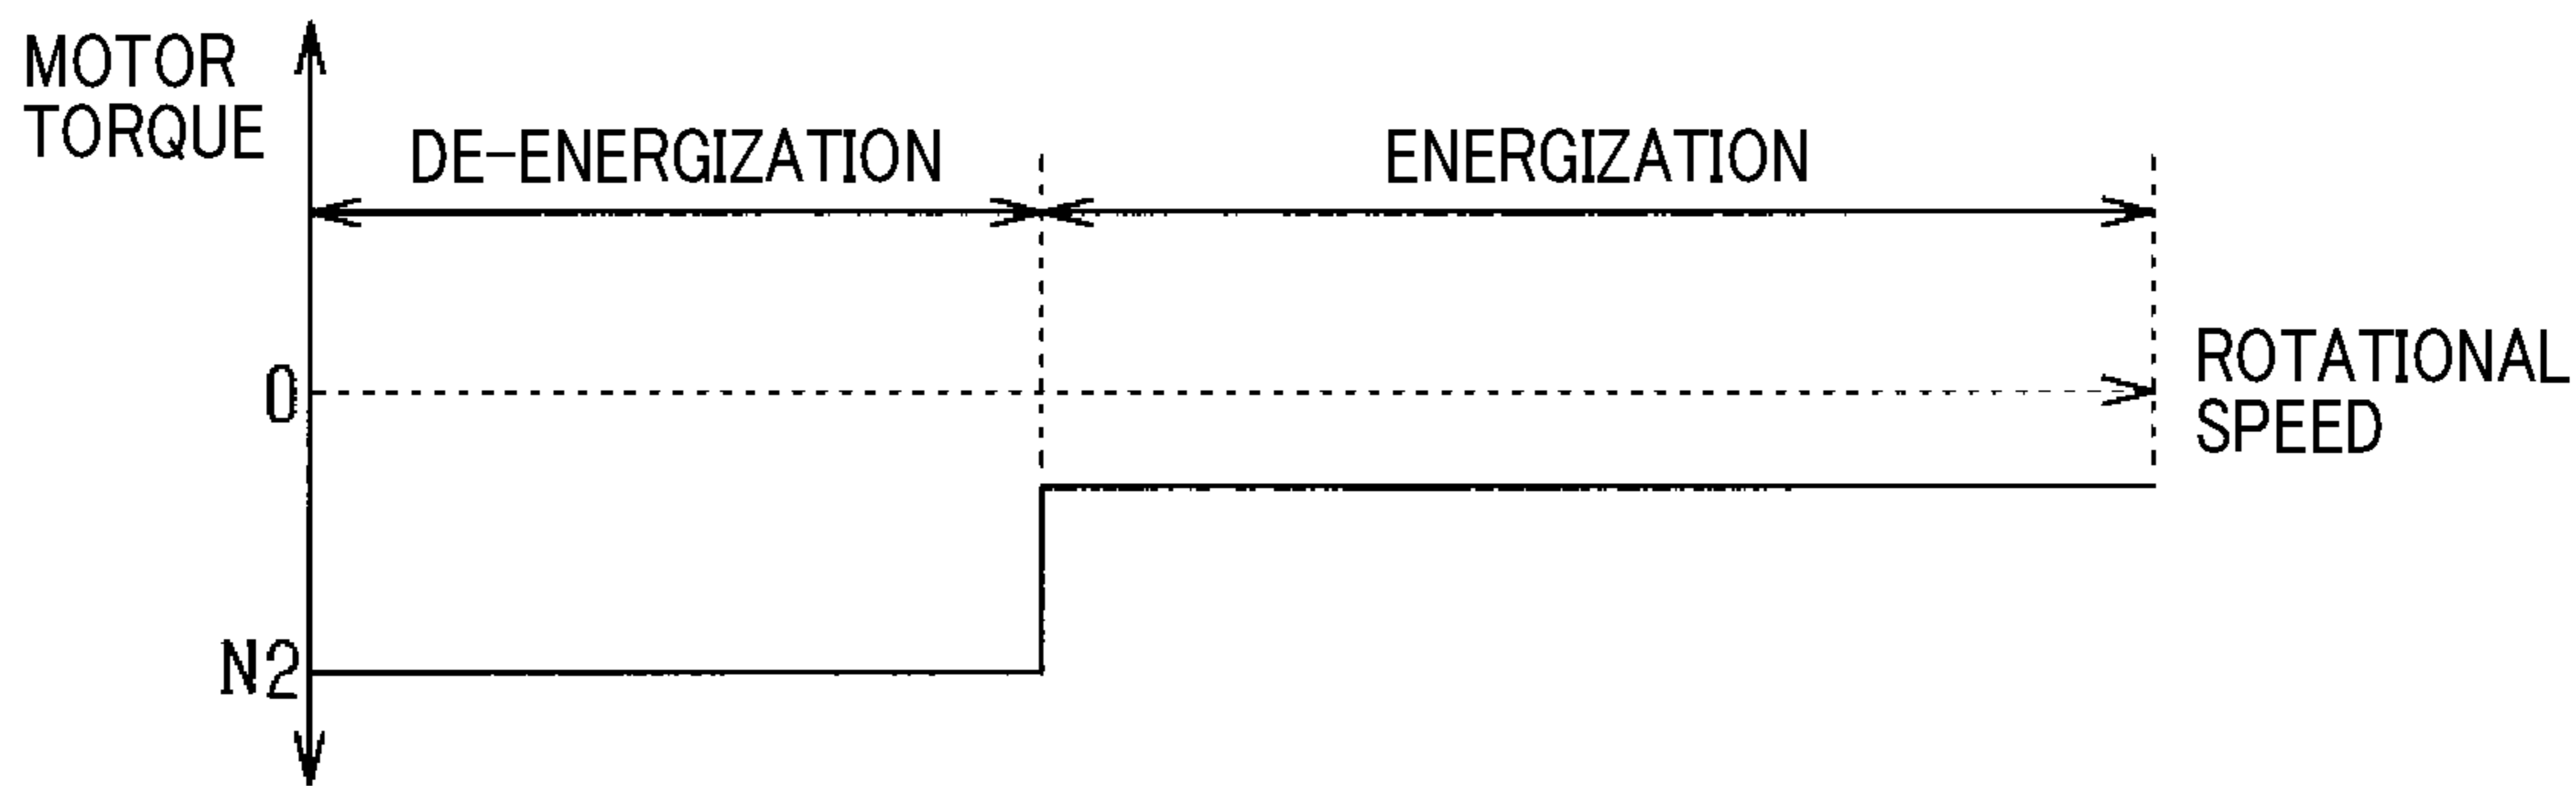 MOTOR
TORQUE
DE-ENERGIZATION
ENERGIZATION
0
ROTATIONAL
SPEED
N2